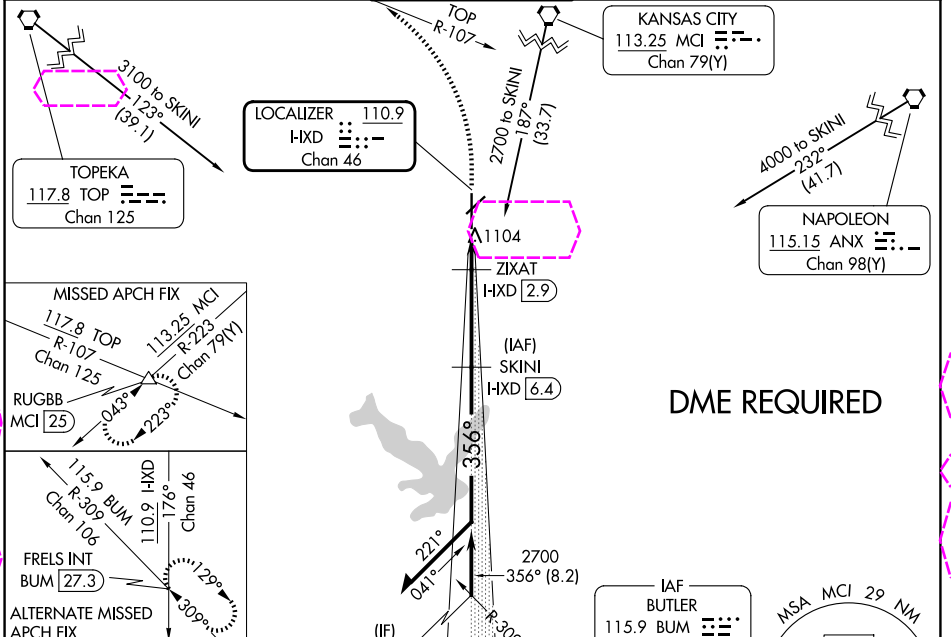 TOP
R-107
KANSAS CITY
113.25 MCI
Chan 79(Y)
3100 to SKINI
123°
(39.1)
LOCALIZER 110.9
I-IXD
Chan 46
2700 to SKINI
187°
(33.7)
4000 to SKINI
232°
(41.7)
TOPEKA
117.8 TOP
Chan 125
NAPOLEON
115.15 ANX
Chan 98(Y)
1104
ZIXAT
I-IXD 2.9
MISSED APCH FIX
117.8 TOP
R-107
Chan 125
113.25 MCI
R-223
Chan 79(Y)
RUGBB
MCI 25
043°
223°
(IAF)
SKINI
I-IXD 6.4
DME REQUIRED
356°
115.9 BUM
R-309
Chan 106
110.9 I-IXD
176°
Chan 46
FRELS INT
BUM 27.3
129°
309°
ALTERNATE MISSED
APCH FIX
221°
041°
2700
356° (8.2)
(IF)
R-309
IAF
BUTLER
115.9 BUM
MSA MCI 29 NM